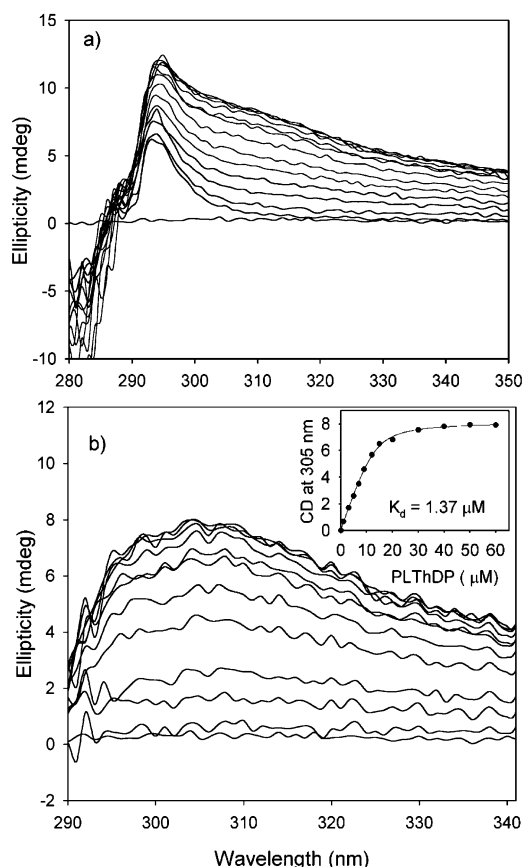 a)
Ellipticity (mdeg)
15
10
5
0
-5
-10
280 290 300 310 320 330 340 350
b)
Ellipticity (mdeg)
12
10
8
6
4
2
0
-2
290 300 310 320 330 340
Wavelength (nm)
CD at 305 nm
8
6
4
2
0
K_d = 1.37 μM
0 10 20 30 40 50 60
PLThDP ( μM)